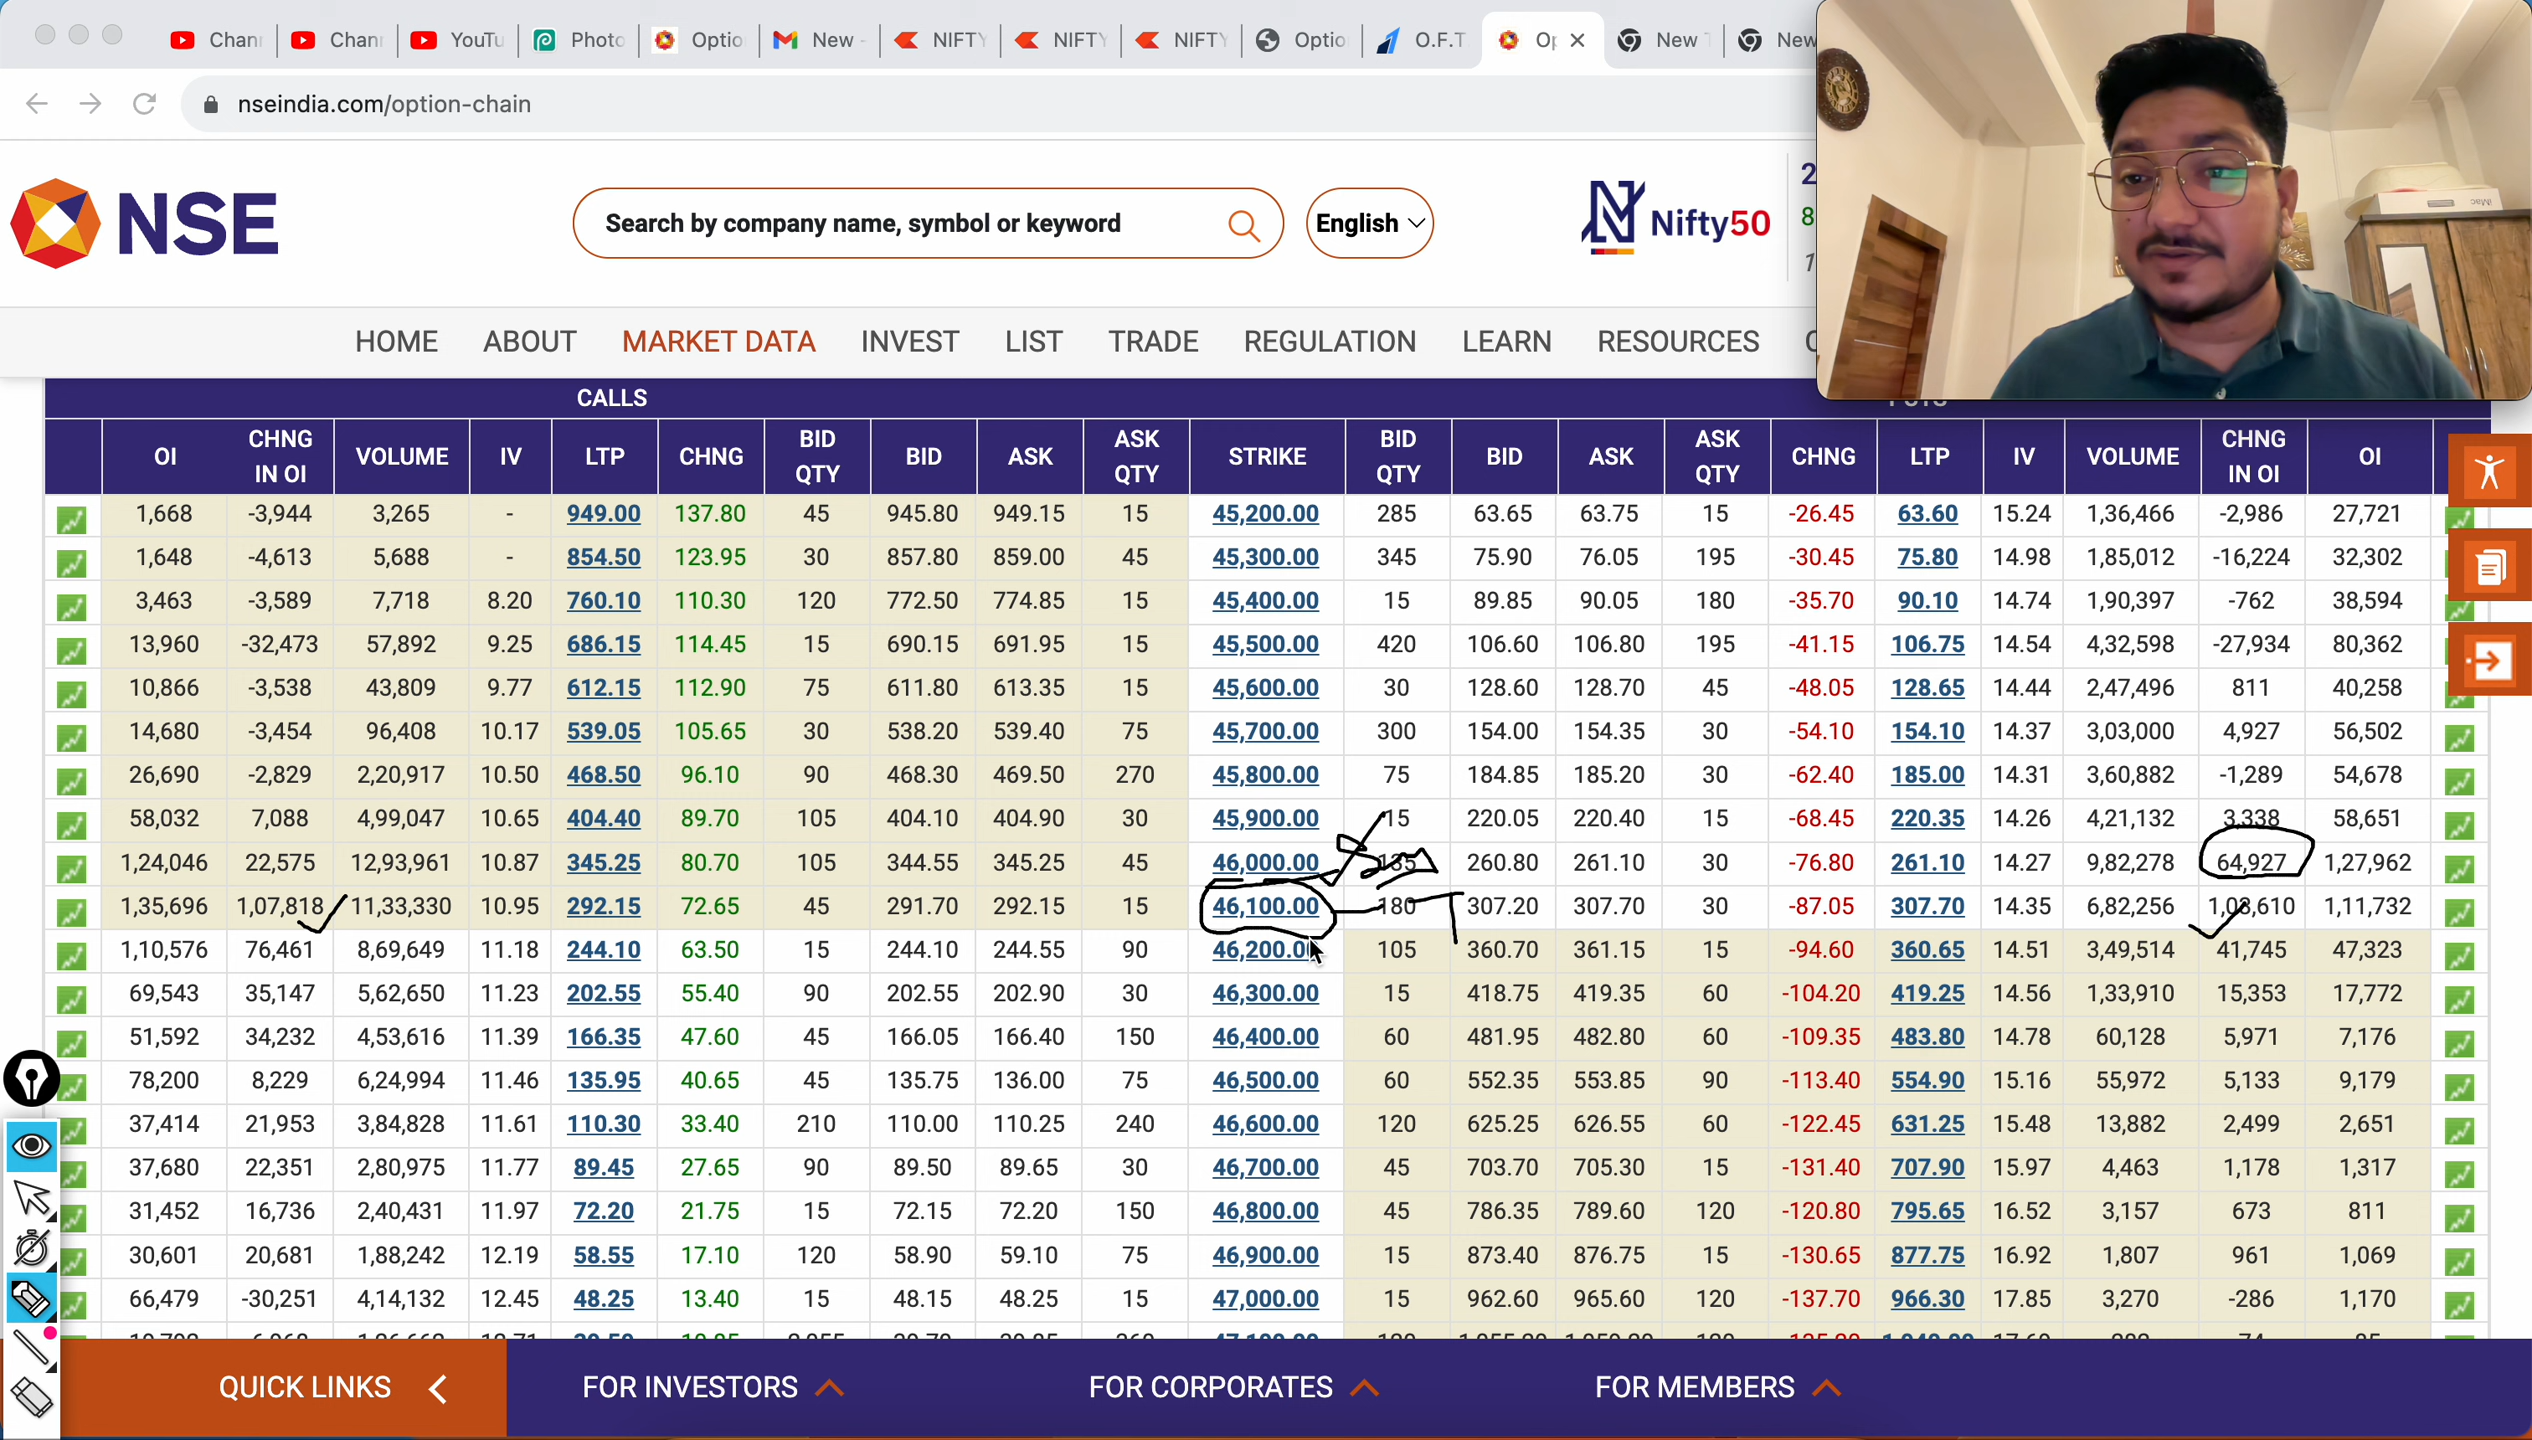 Chan YouTu Photo Optio New - NIFTY NIFTY NIFTY Optio O.F.T Op New T New
nseindia.com/option-chain
NSE Search by company name, symbol or keyword English Nifty50
HOME ABOUT MARKET DATA INVEST LIST TRADE REGULATION LEARN RESOURCES
CALLS
OI CHNG IN OI VOLUME IV LTP CHNG BID QTY BID ASK ASK QTY STRIKE BID QTY BID ASK ASK QTY CHNG LTP IV VOLUME CHNG IN OI OI
1,668 -3,944 3,265 - 949.00 137.80 45 945.80 949.15 15 45,200.00 285 63.65 63.75 15 -26.45 63.60 15.24 1,36,466 -2,986 27,721
1,648 -4,613 5,688 - 854.50 123.95 30 857.80 859.00 45 45,300.00 345 75.90 76.05 195 -30.45 75.80 14.98 1,85,012 -16,224 32,302
3,463 -3,589 7,718 8.20 760.10 110.30 120 772.50 774.85 15 45,400.00 15 89.85 90.05 180 -35.70 90.10 14.74 1,90,397 -762 38,594
13,960 -32,473 57,892 9.25 686.15 114.45 15 690.15 691.95 15 45,500.00 420 106.60 106.80 195 -41.15 106.75 14.54 4,32,598 -27,934 80,362
10,866 -3,538 43,809 9.77 612.15 112.90 75 611.80 613.35 15 45,600.00 30 128.60 128.70 45 -48.05 128.65 14.44 2,47,496 811 40,258
14,680 -3,454 96,408 10.17 539.05 105.65 30 538.20 539.40 75 45,700.00 300 154.00 154.35 30 -54.10 154.10 14.37 3,03,000 4,927 56,502
26,690 -2,829 2,20,917 10.50 468.50 96.10 90 468.30 469.50 270 45,800.00 75 184.85 185.20 30 -62.40 185.00 14.31 3,60,882 -1,289 54,678
58,032 7,088 4,99,047 10.65 404.40 89.70 105 404.10 404.90 30 45,900.00 15 220.05 220.40 15 -68.45 220.35 14.26 4,21,132 3,338 58,651
1,24,046 22,575 12,93,961 10.87 345.25 80.70 105 344.55 345.25 45 46,000.00 260.80 261.10 30 -76.80 261.10 14.27 9,82,278 64,927 1,27,962
1,35,696 1,07,818 11,33,330 10.95 292.15 72.65 45 291.70 292.15 15 46,100.00 180 307.20 307.70 30 -87.05 307.70 14.35 6,82,256 1,11,732
1,10,576 76,461 8,69,649 11.18 244.10 63.50 15 244.10 244.55 90 46,200.00 105 360.70 361.15 15 -94.60 360.65 14.51 3,49,514 41,745 47,323
69,543 35,147 5,62,650 11.23 202.55 55.40 90 202.55 202.90 30 46,300.00 15 418.75 419.35 60 -104.20 419.25 14.56 1,33,910 15,353 17,772
51,592 34,232 4,53,616 11.39 166.35 47.60 45 166.05 166.40 150 46,400.00 60 481.95 482.80 60 -109.35 483.80 14.78 60,128 5,971 7,176
78,200 8,229 6,24,994 11.46 135.95 40.65 45 135.75 136.00 75 46,500.00 60 552.35 553.85 90 -113.40 554.90 15.16 55,972 5,133 9,179
37,414 21,953 3,84,828 11.61 110.30 33.40 210 110.00 110.25 240 46,600.00 120 625.25 626.55 60 -122.45 631.25 15.48 13,882 2,499 2,651
37,680 22,351 2,80,975 11.77 89.45 27.65 90 89.50 89.65 30 46,700.00 45 703.70 705.30 15 -131.40 707.90 15.97 4,463 1,178 1,317
31,452 16,736 2,40,431 11.97 72.20 21.75 15 72.15 72.20 150 46,800.00 45 786.35 789.60 120 -120.80 795.65 16.52 3,157 673 811
30,601 20,681 1,88,242 12.19 58.55 17.10 120 58.90 59.10 75 46,900.00 15 873.40 876.75 15 -130.65 877.75 16.92 1,807 961 1,069
66,479 -30,251 4,14,132 12.45 48.25 13.40 15 48.15 48.25 15 47,000.00 15 962.60 965.60 120 -137.70 966.30 17.85 3,270 -286 1,170
QUICK LINKS FOR INVESTORS FOR CORPORATES FOR MEMBERS